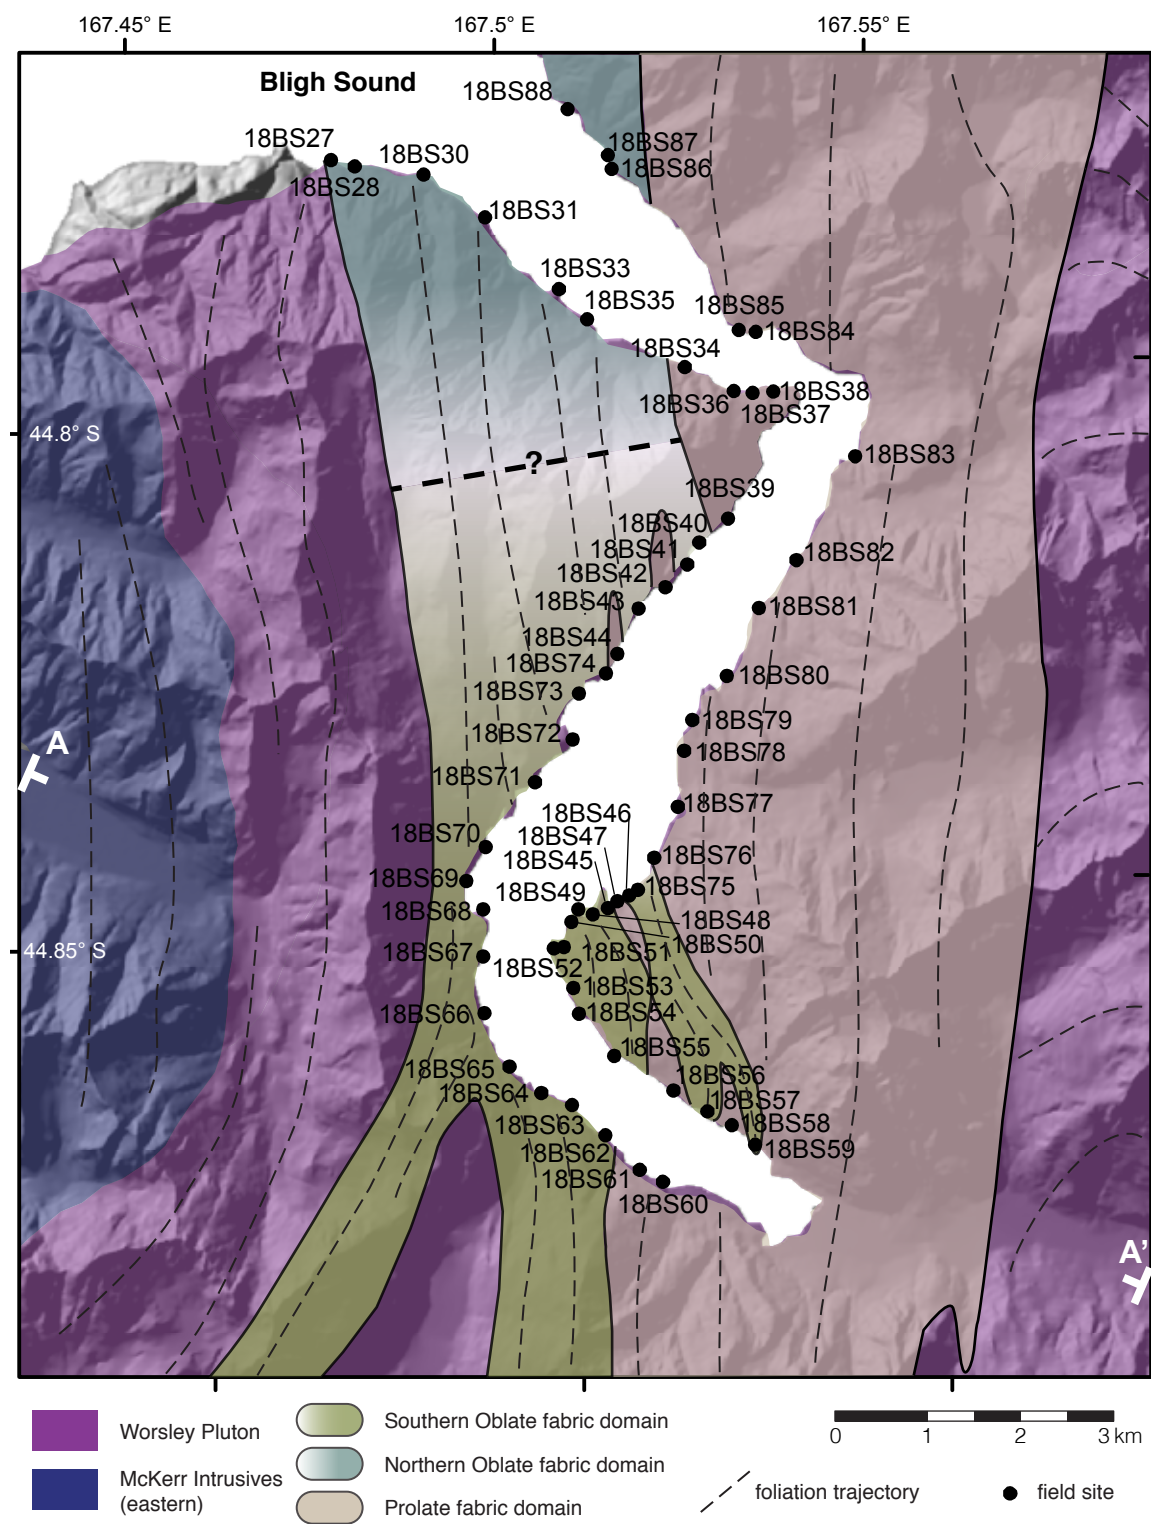 167.45° E
167.5° E
167.55° E
Bligh Sound
18BS88
18BS27
18BS30
18BS87
18BS86
18BS28
18BS31
18BS33
18BS35
18BS85
18BS84
18BS34
18BS38
18BS36
18BS37
44.8° S
?
18BS83
18BS39
18BS40
18BS41
18BS82
18BS42
18BS43
18BS81
18BS44
18BS74
18BS80
18BS73
18BS79
18BS72
A
18BS78
18BS71
18BS77
18BS46
18BS47
18BS70
18BS45
18BS76
18BS69
18BS75
18BS49
18BS68
18BS48
18BS50
44.85° S
18BS67
18BS51
18BS52
18BS53
18BS66
18BS54
18BS55
18BS65
18BS56
18BS64
18BS57
18BS63
18BS58
18BS62
18BS59
18BS61
18BS60
A'
Worsley Pluton
McKerr Intrusives
(eastern)
Southern Oblate fabric domain
Northern Oblate fabric domain
Prolate fabric domain
0 1 2 3 km
foliation trajectory
field site